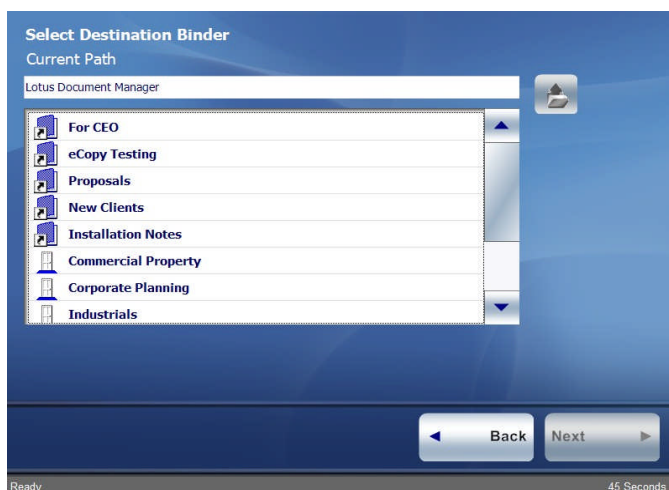 Select Destination Binder
Current Path
Lotus Document Manager
For CEO
eCopy Testing
Proposals
New Clients
Installation Notes
Commercial Property
Corporate Planning
Industrials
Back
Next
Ready
45 Seconds